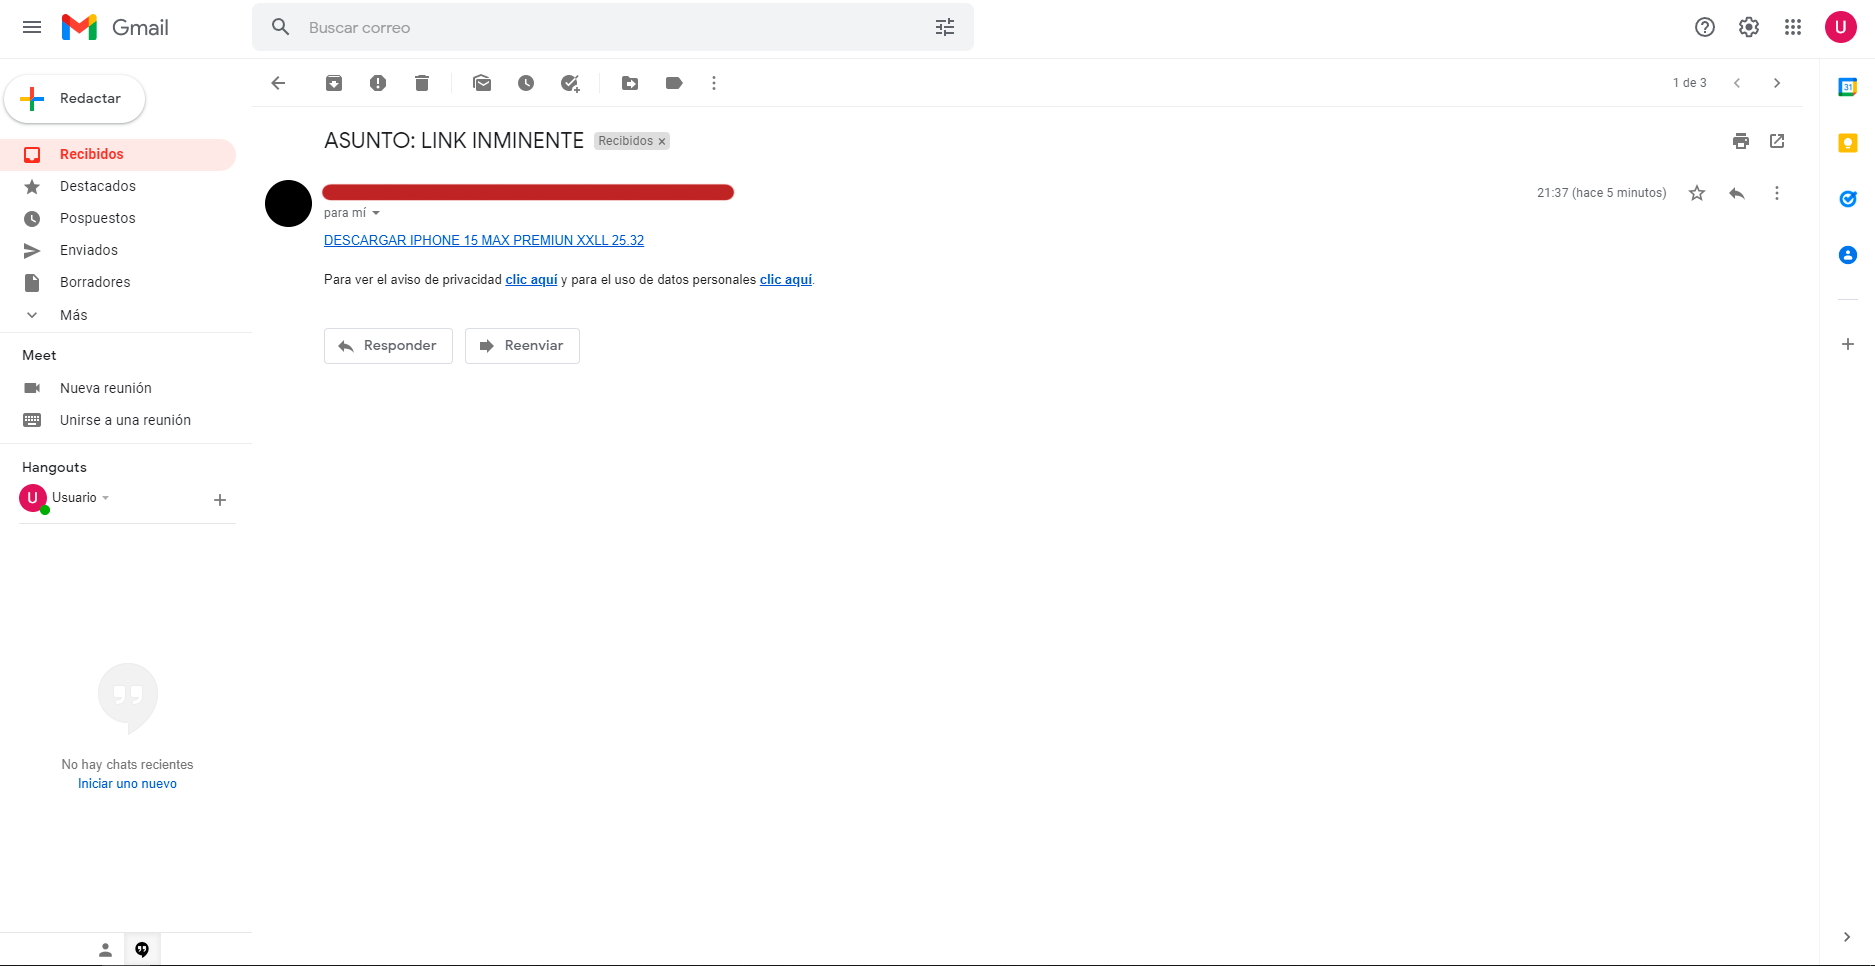 Gmail
Buscar correo
U
Redactar
1 de 3
31
ASUNTO: LINK INMINENTE Recibidos x
Recibidos
Destacados
Pospuestos
Enviados
Borradores
Más
21:37 (hace 5 minutos)
para mí
DESCARGAR IPHONE 15 MAX PREMIUN XXLL 25.32
Para ver el aviso de privacidad clic aquí y para el uso de datos personales clic aquí.
Responder
Reenviar
Meet
Nueva reunión
Unirse a una reunión
Hangouts
U Usuario
No hay chats recientes
Iniciar uno nuevo